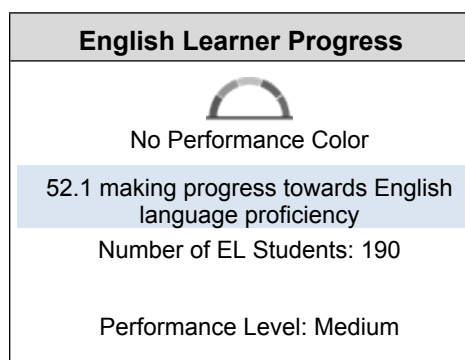 English Learner Progress
No Performance Color
52.1 making progress towards English
language proficiency
Number of EL Students: 190
Performance Level: Medium